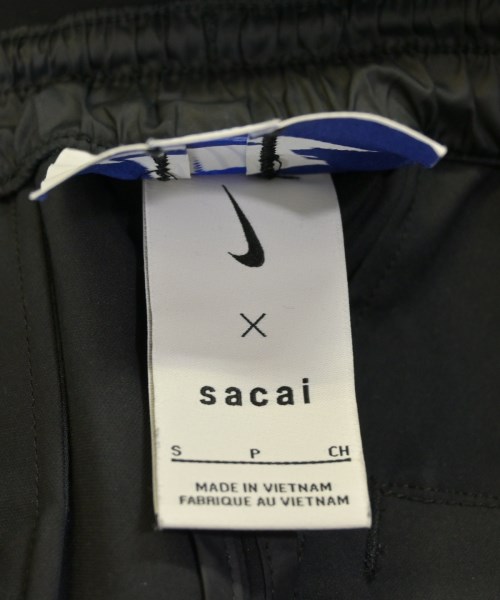 ×
sacai
S P CH
MADE IN VIETNAM
FABRIQUE AU VIETNAM